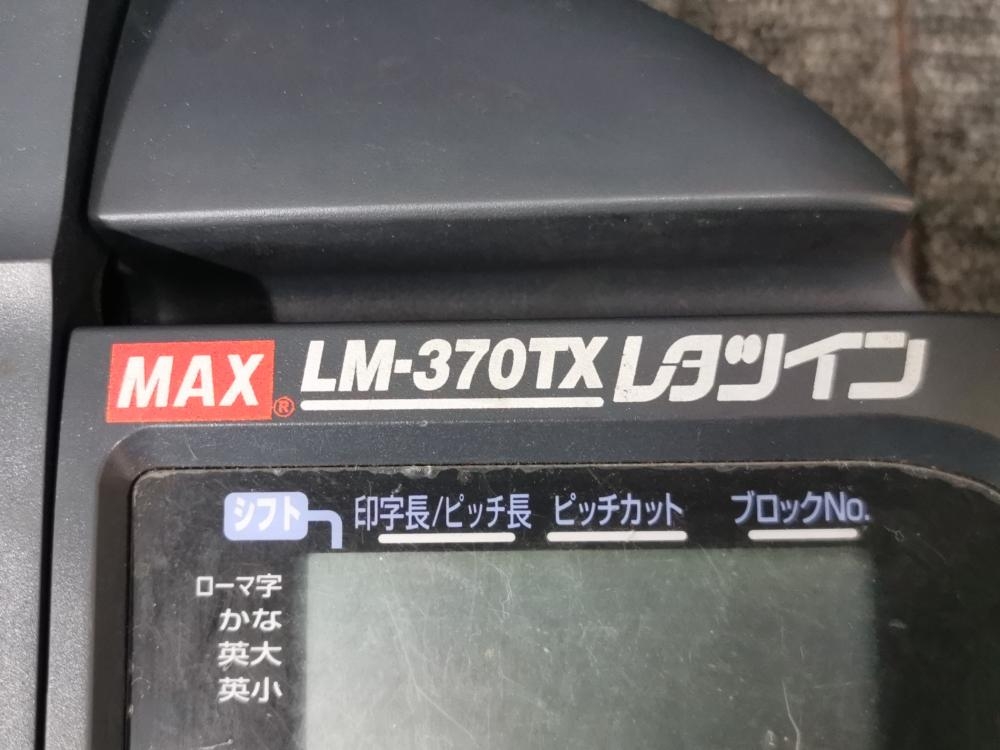 MAX® LM-370TX レタツイン
シフト 印字長/ピッチ長 ピッチカット ブロックNo.
ローマ字
かな
英大
英小